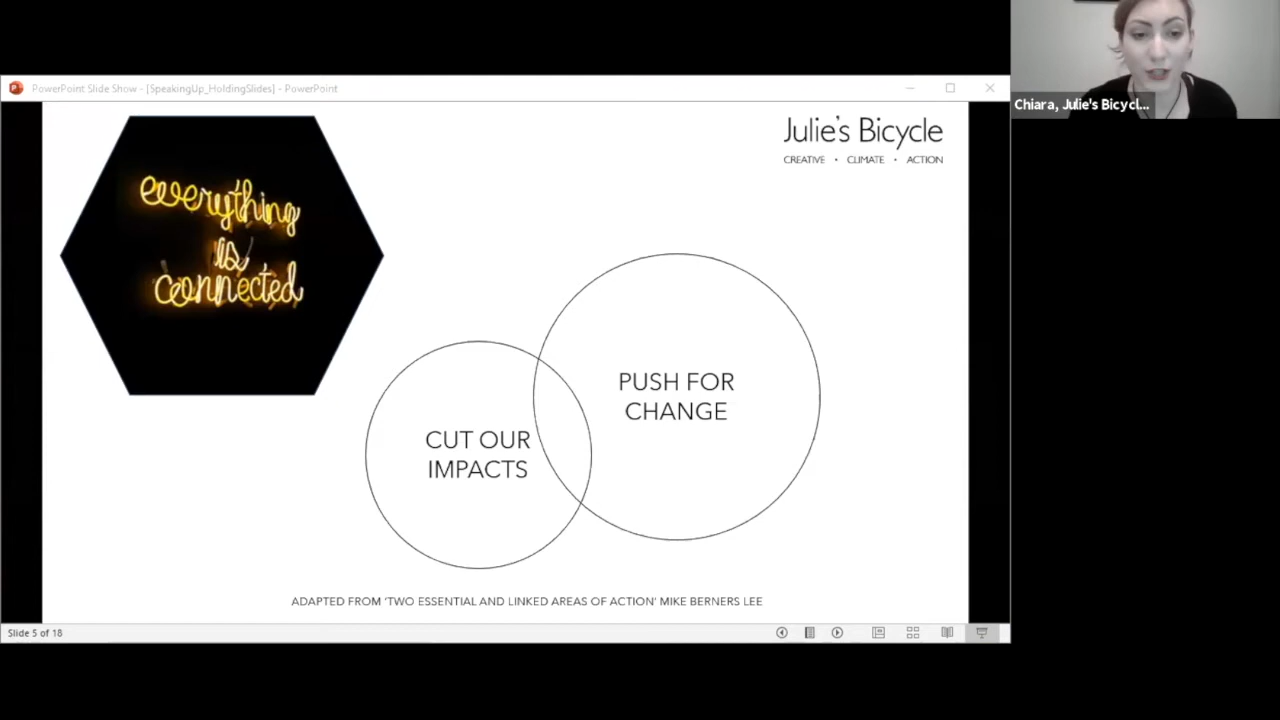 PowerPoint Slide Show - [SpeakingUp_HoldingSlides] - PowerPoint
Chiara, Julie's Bicycl...
Julie's Bicycle
CREATIVE • CLIMATE • ACTION
everything
is
connected
PUSH FOR
CHANGE
CUT OUR
IMPACTS
ADAPTED FROM 'TWO ESSENTIAL AND LINKED AREAS OF ACTION' MIKE BERNERS LEE
Slide 5 of 18